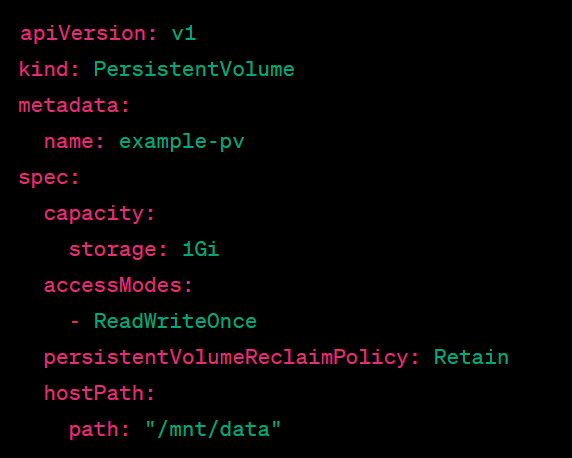 apiVersion: v1
kind: PersistentVolume
metadata:
  name: example-pv
spec:
  capacity:
    storage: 1Gi
  accessModes:
    - ReadWriteOnce
  persistentVolumeReclaimPolicy: Retain
  hostPath:
    path: "/mnt/data"